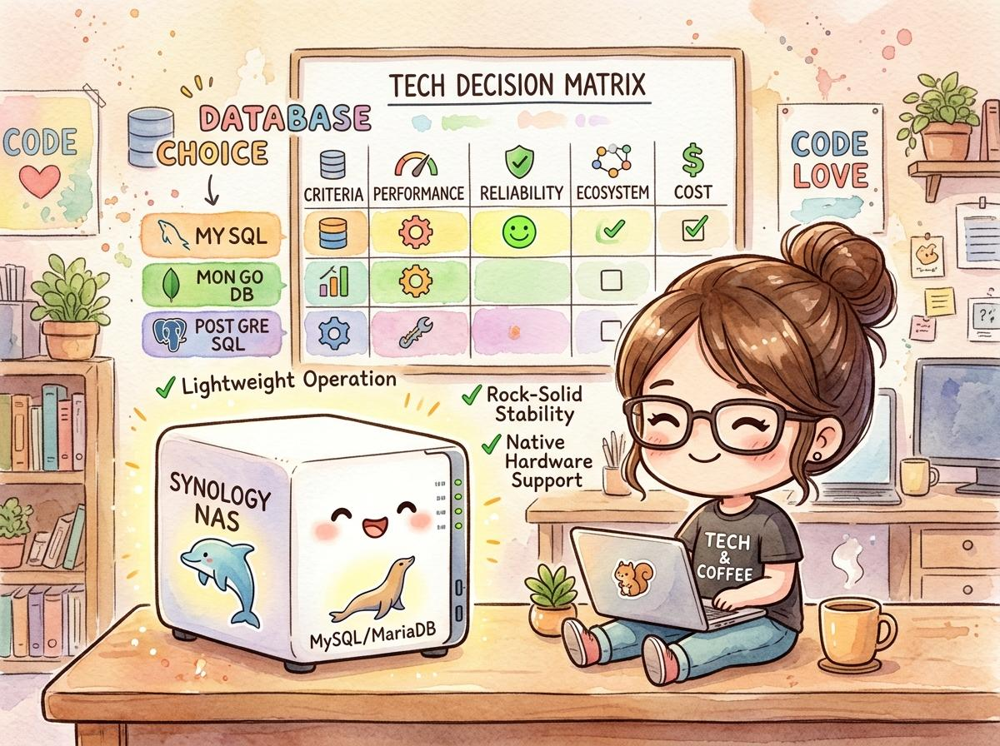 TECH DECISION MATRIX
DATABASE
CHOICE
CODE
CODE
LOVE
CRITERIA
PERFORMANCE
RELIABILITY
ECOSYSTEM
COST
MY SQL
MON GO
DB
POST GRE
SQL
Lightweight Operation
Rock-Solid
Stability
Native
Hardware
Support
SYNOLOGY
NAS
MySQL/MariaDB
TECH
&
COFFEE
??